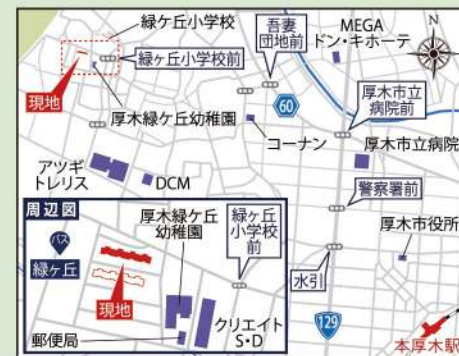 緑ケ丘小学校
緑ヶ丘小学校前
現地
厚木緑ケ丘幼稚園
吾妻
団地前
60
MEGA
ドン・キホーテ
N
厚木市立
病院前
コーナン
厚木市立病院
アツギ
トレリス
DCM
警察署前
厚木市役所
水引
129
本厚木駅
周辺図
バス
緑ヶ丘
厚木緑ケ丘
幼稚園
緑ヶ丘
小学校
前
現地
郵便局
クリエイト
S・D